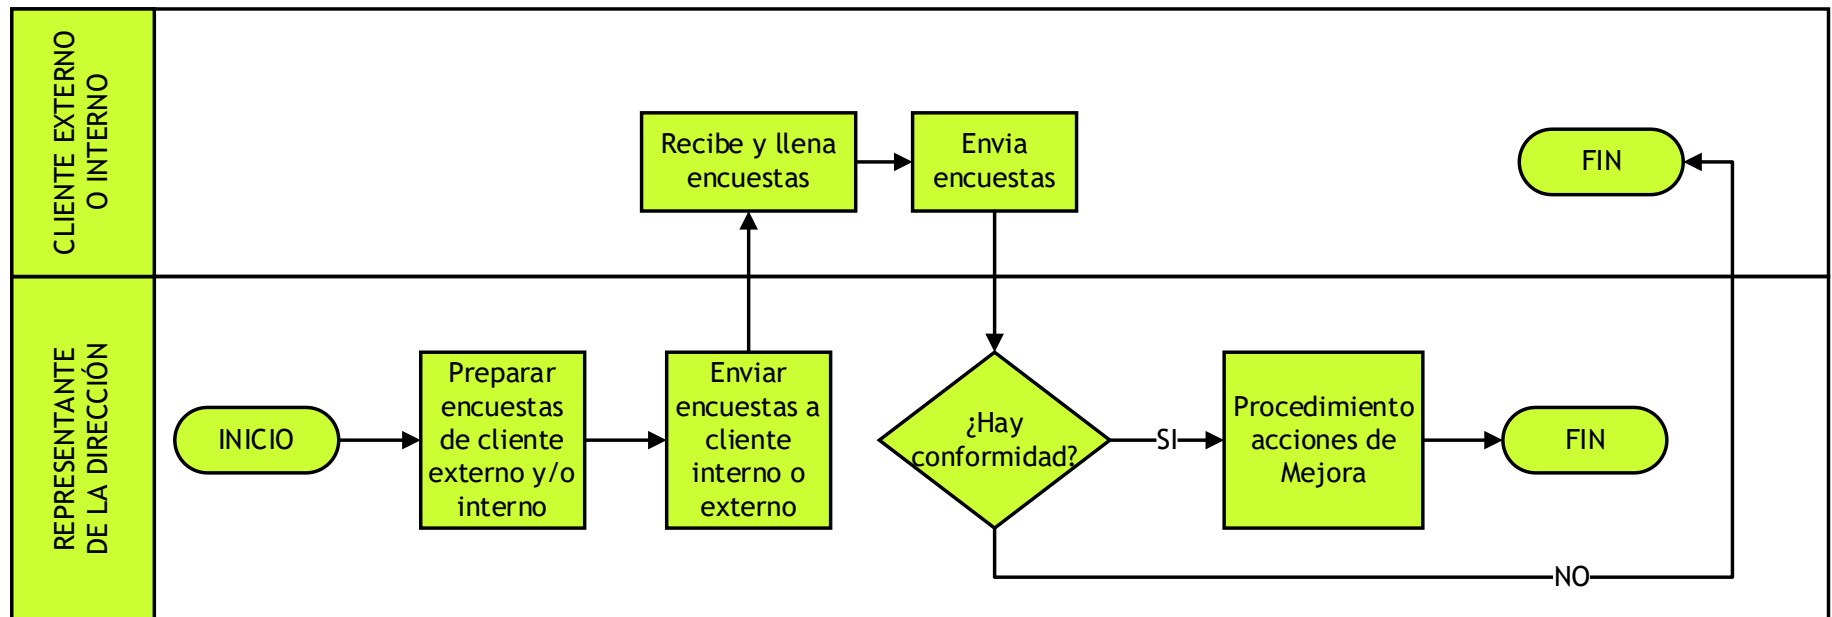 CLIENTE EXTERNO
O INTERNO
Recibe y llena
encuestas
Envia
encuestas
FIN
REPRESENTANTE
DE LA DIRECCIÓN
INICIO
Preparar
encuestas
de cliente
externo y/o
interno
Enviar
encuestas a
cliente
interno o
externo
¿Hay
conformidad?
SI
Procedimiento
acciones de
Mejora
FIN
NO